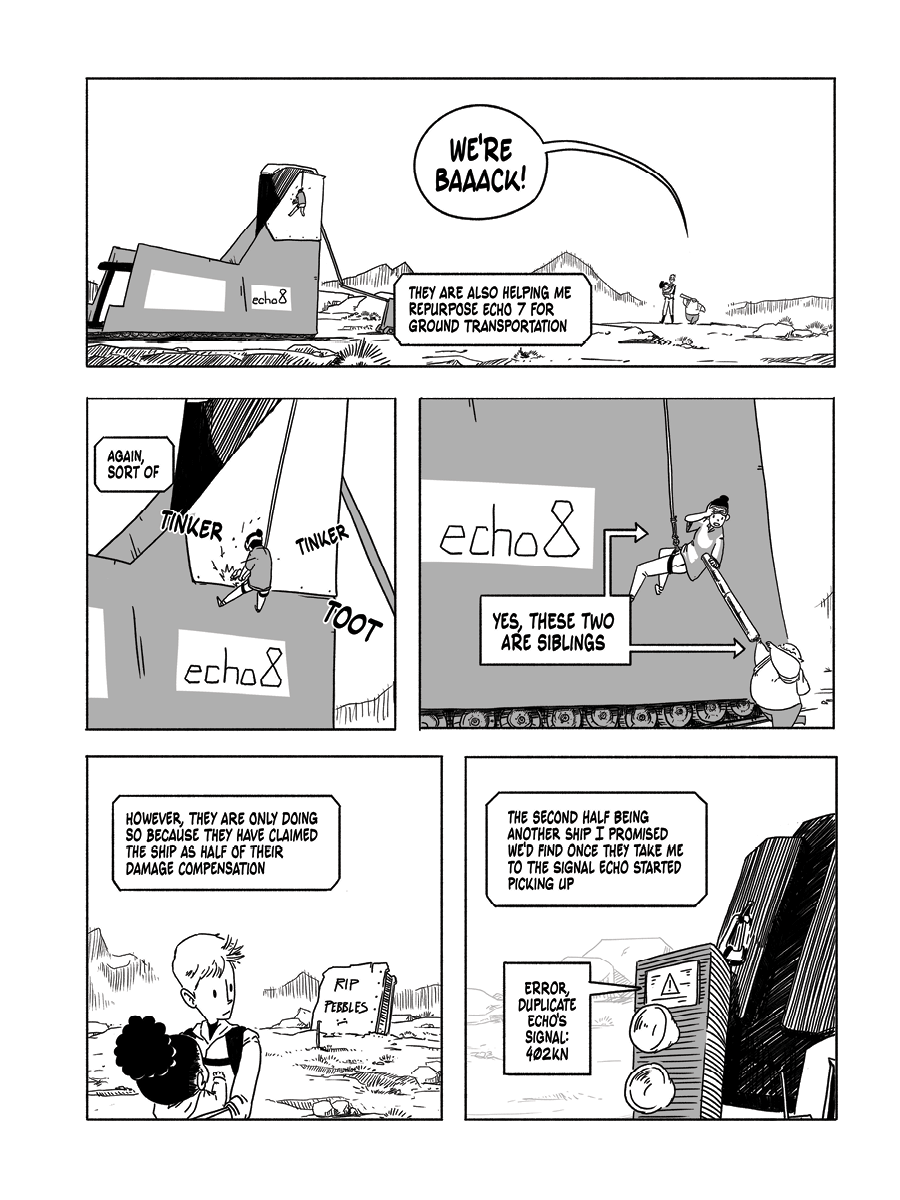 WE'RE
BAAACK!
echo8
THEY ARE ALSO HELPING ME
REPURPOSE ECHO 7 FOR
GROUND TRANSPORTATION
AGAIN,
SORT OF
TINKER
TINKER
TOOT
echo8
echo8
YES, THESE TWO
ARE SIBLINGS
HOWEVER, THEY ARE ONLY DOING
SO BECAUSE THEY HAVE CLAIMED
THE SHIP AS HALF OF THEIR
DAMAGE COMPENSATION
RIP
PEBBLES
THE SECOND HALF BEING
ANOTHER SHIP I PROMISED
WE'D FIND ONCE THEY TAKE ME
TO THE SIGNAL ECHO STARTED
PICKING UP
ERROR,
DUPLICATE
ECHO'S
SIGNAL:
402KN